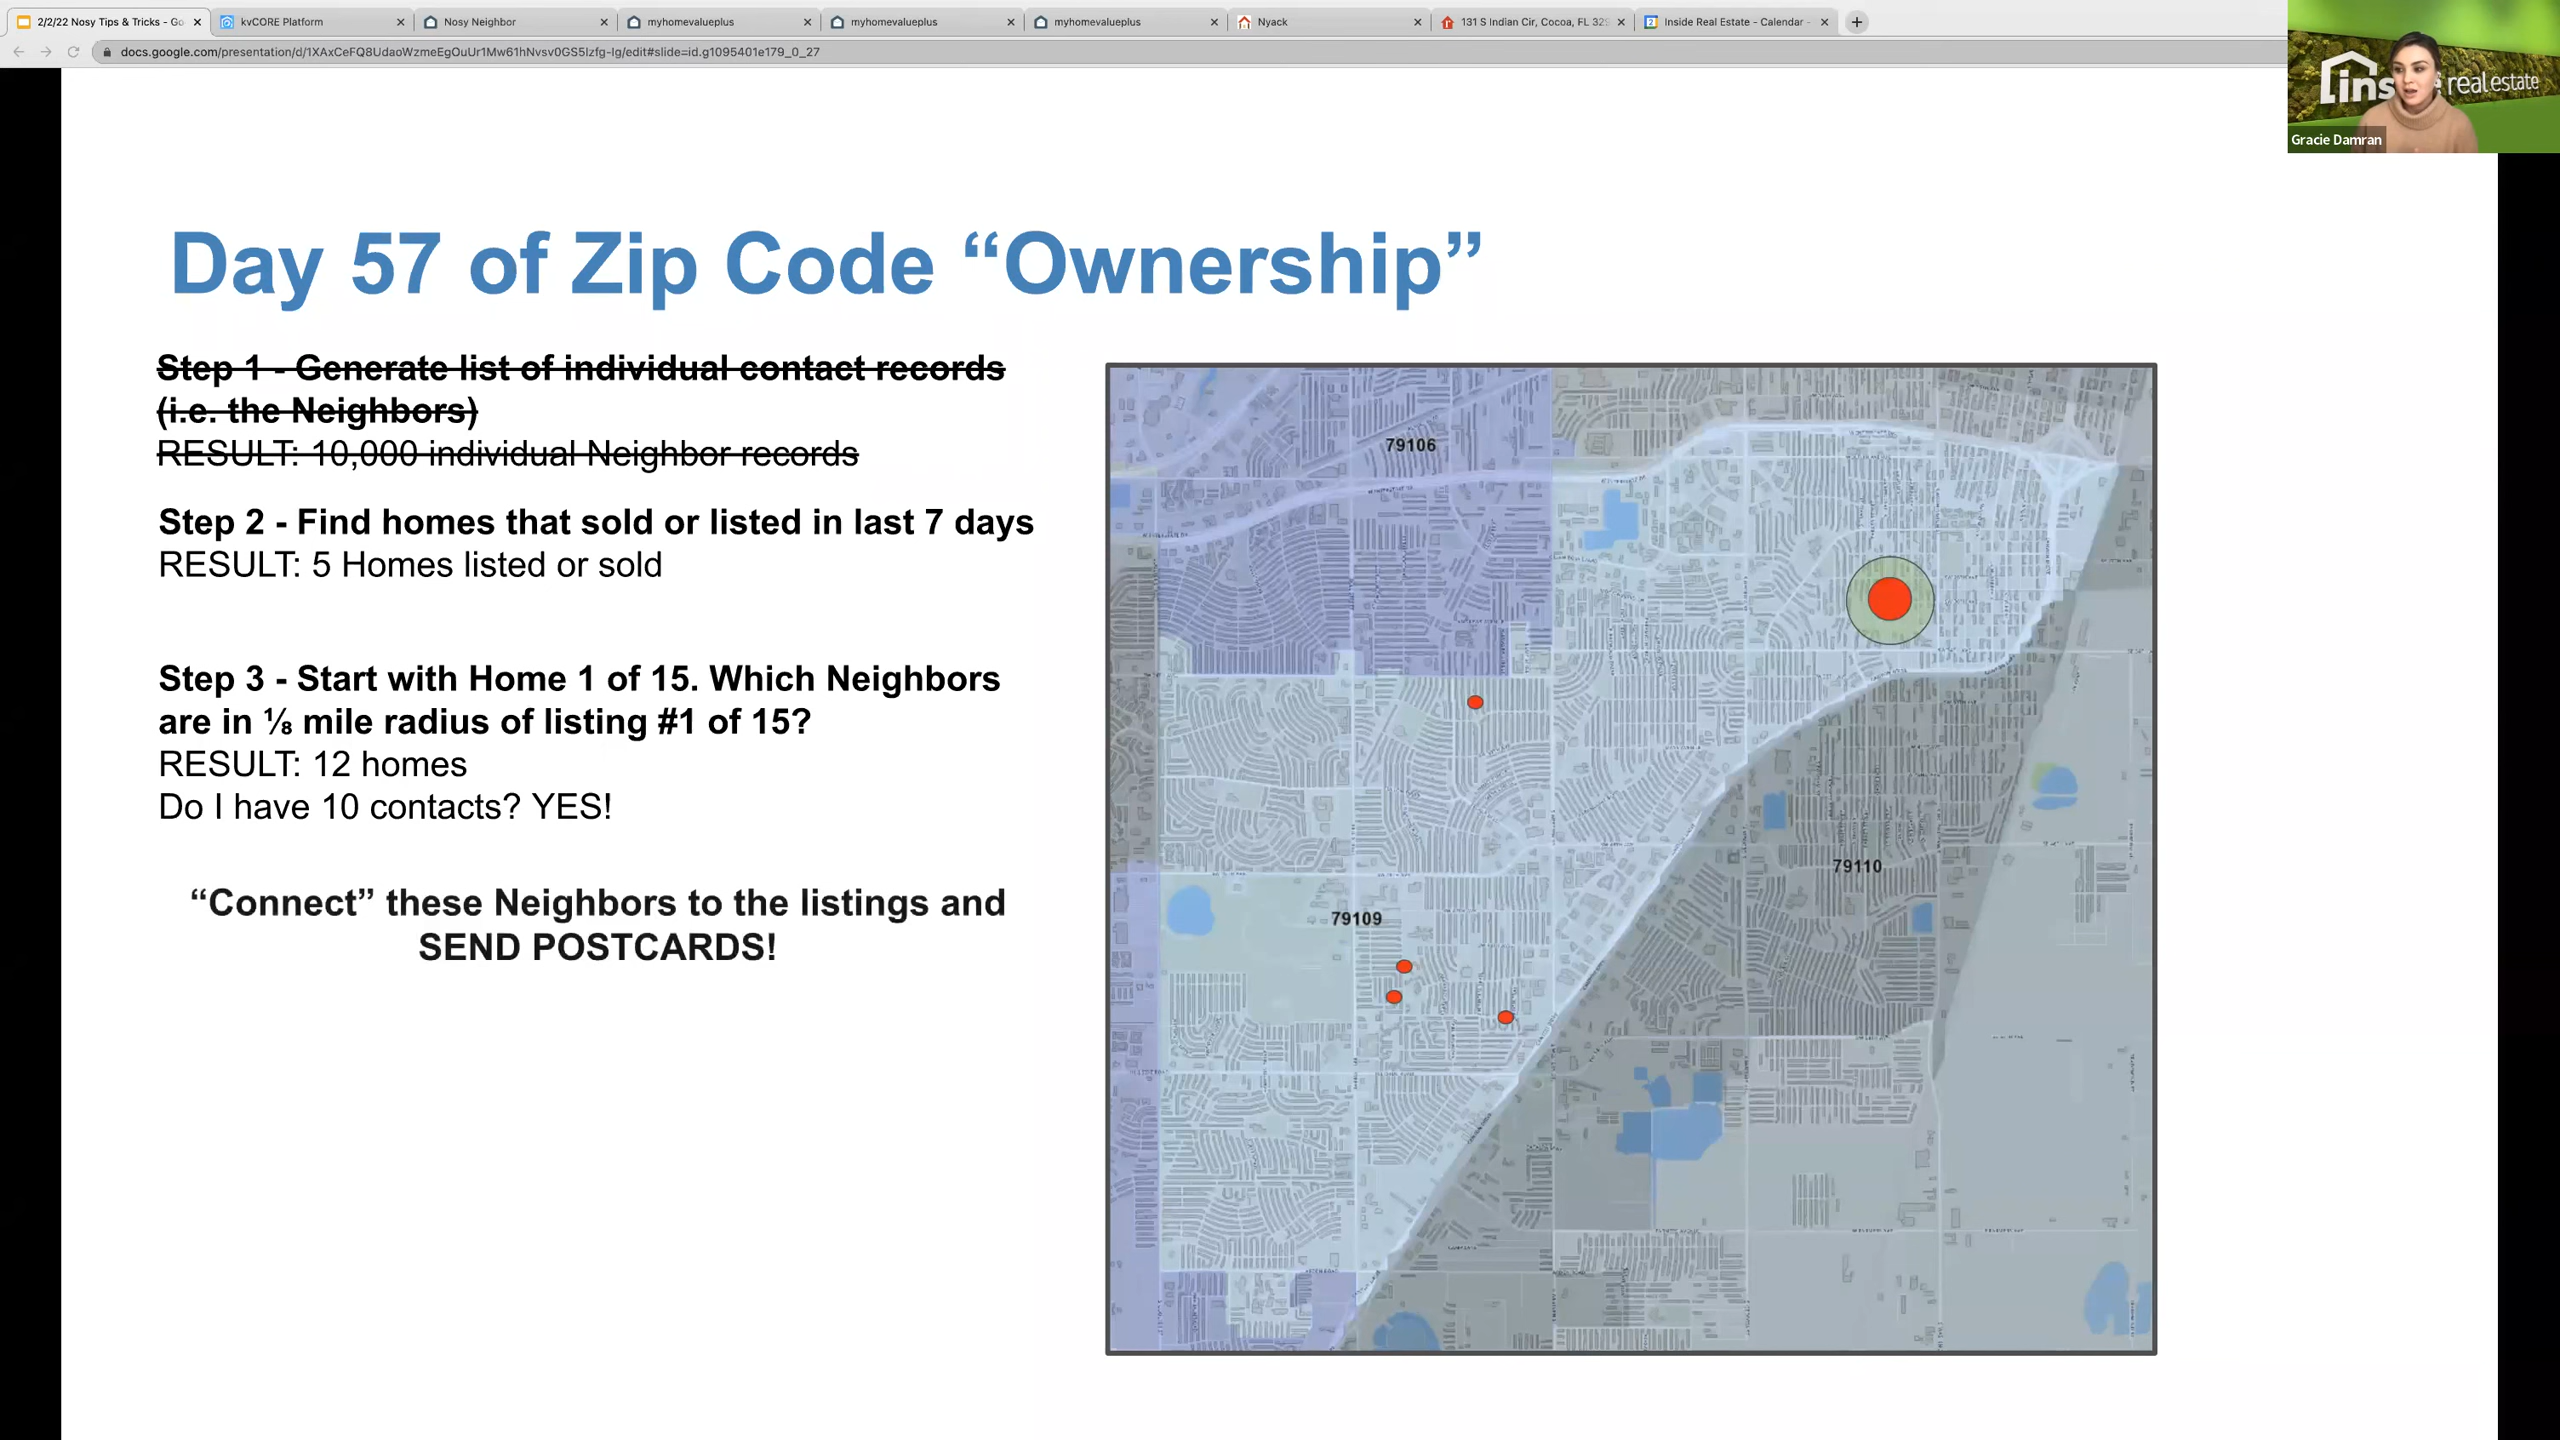 2/2/22 Nosy Tips & Tricks - Go
kvCORE Platform
Nosy Neighbor
myhomevalueplus
myhomevalueplus
myhomevalueplus
Nyack
131 S Indian Cir, Cocoa, FL 329
Inside Real Estate - Calendar -
docs.google.com/presentation/d/1XAxCeFQ8UdaoWzmeEgOuUr1Mw61hNvsv0GS5Izfg-Ig/edit#slide=id.g1095401e179_0_27
real estate
Gracie Damran
Day 57 of Zip Code “Ownership”
Step 1 - Generate list of individual contact records
(i.e. the Neighbors)
RESULT: 10,000 individual Neighbor records
Step 2 - Find homes that sold or listed in last 7 days
RESULT: 5 Homes listed or sold
Step 3 - Start with Home 1 of 15. Which Neighbors
are in ⅛ mile radius of listing #1 of 15?
RESULT: 12 homes
Do I have 10 contacts? YES!
“Connect” these Neighbors to the listings and
SEND POSTCARDS!
79106
79110
79109